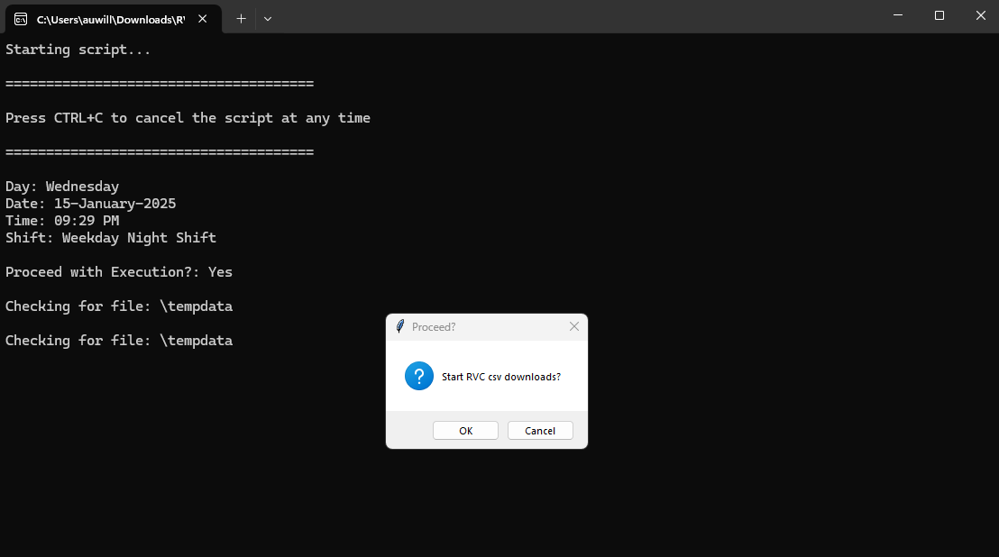 C:\Users\auwill\Downloads\R\
Starting script...
======================================
Press CTRL+C to cancel the script at any time
======================================
Day: Wednesday
Date: 15-January-2025
Time: 09:29 PM
Shift: Weekday Night Shift
Proceed with Execution?: Yes
Checking for file: \tempdata
Checking for file: \tempdata
Proceed?
Start RVC csv downloads?
OK
Cancel